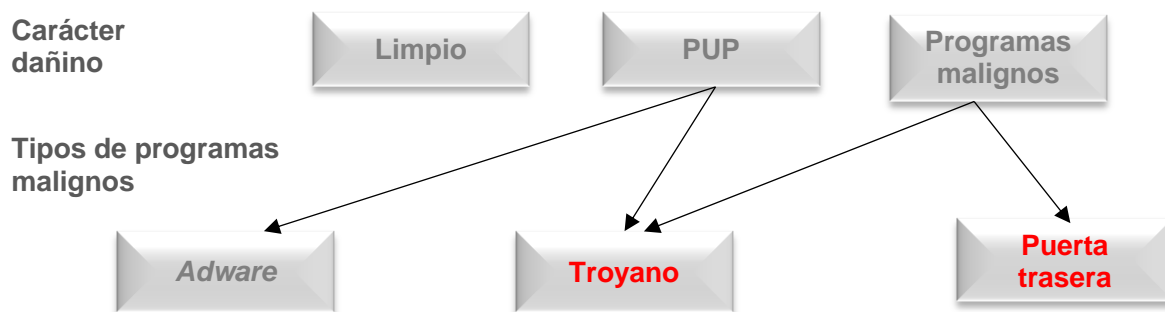 Carácter
dañino
Limpio
PUP
Programas
malignos
Tipos de programas
malignos
Adware
Troyano
Puerta
trasera